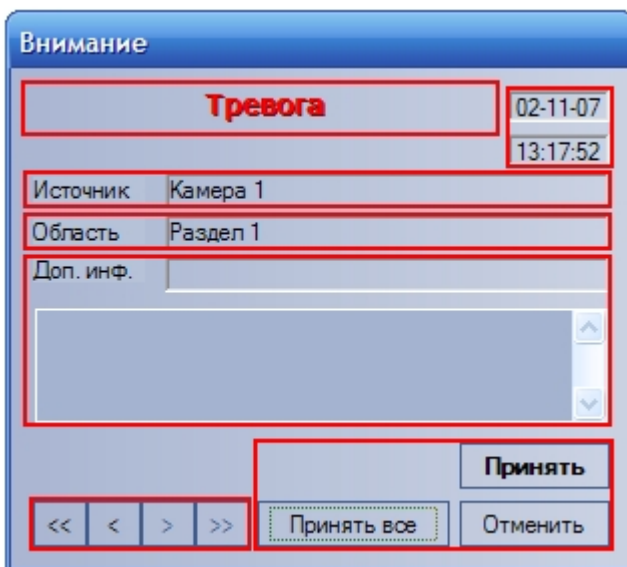 Внимание
Тревога
02-11-07
13:17:52
Источник Камера 1
Область Раздел 1
Доп. инф.
Принять
<< < > >> Принять все Отменить